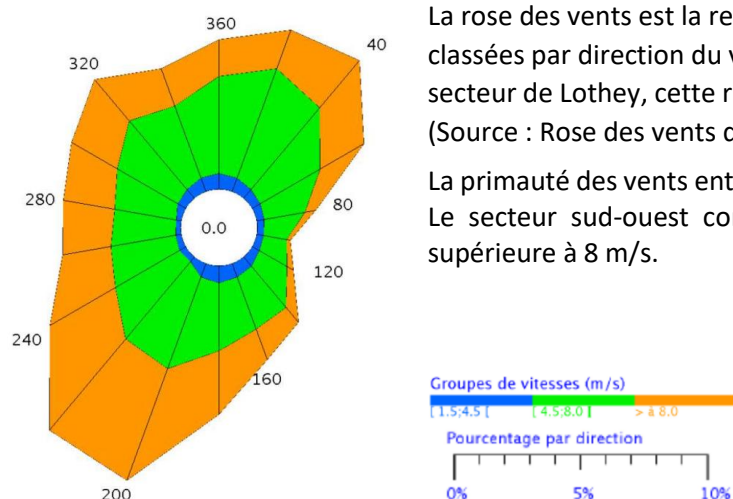 La rose des vents est la re
classées par direction du v
secteur de Lothey, cette r
(Source : Rose des vents d
La primauté des vents ent
Le secteur sud-ouest co
supérieure à 8 m/s.
360
40
320
280
80
0.0
120
240
160
200
Groupes de vitesses (m/s)
[ 1.5;4.5 [ [ 4.5;8.0 ] > à 8.0
Pourcentage par direction
0% 5% 10%